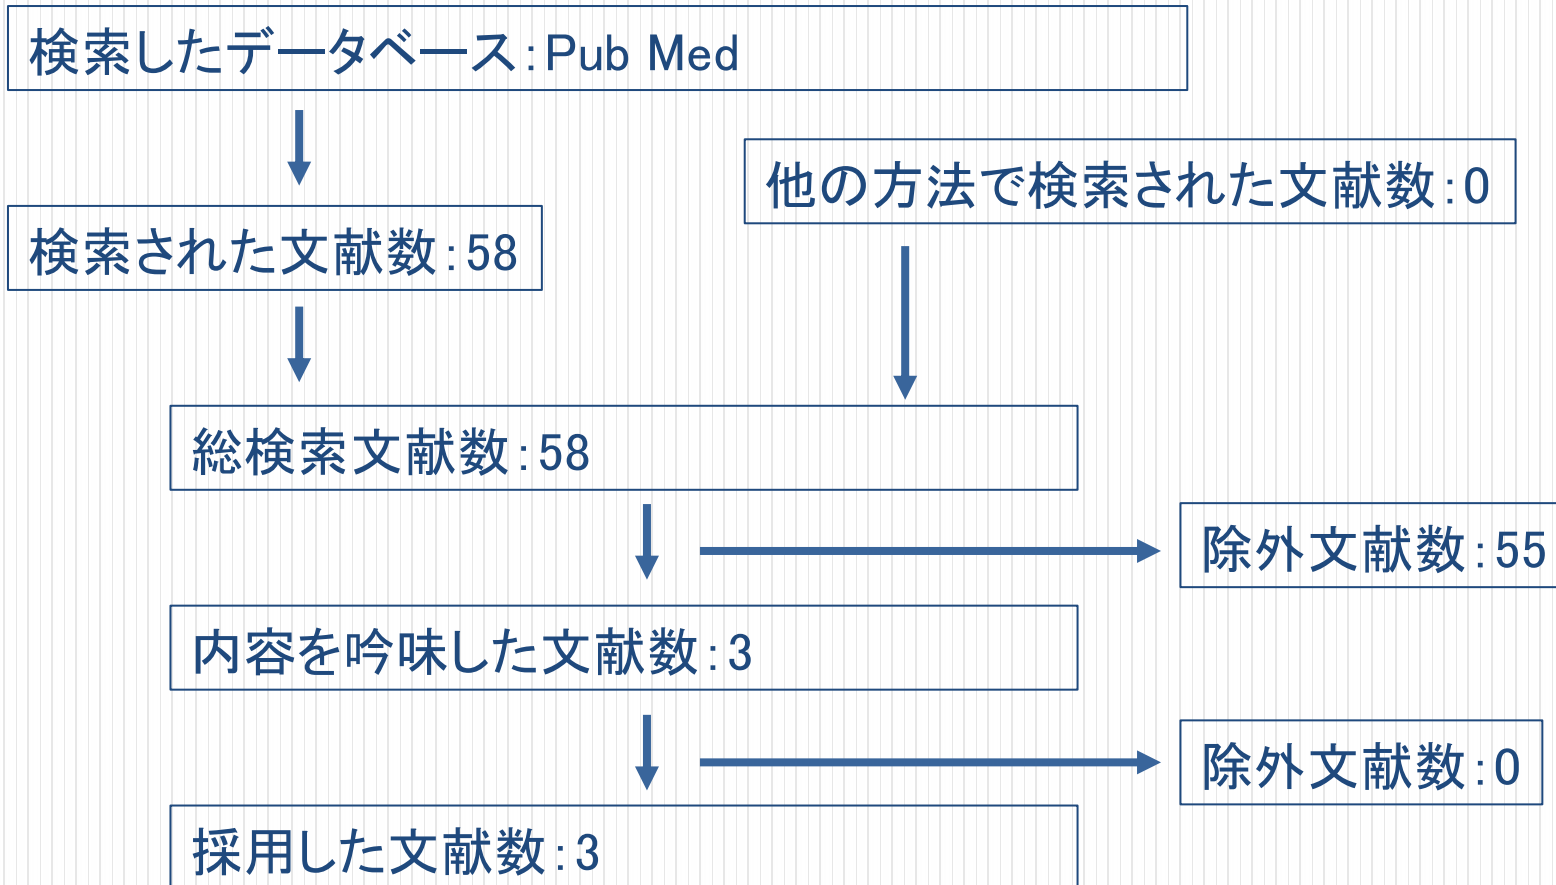 検索したデータベース:Pub Med
他の方法で検索された文献数:0
検索された文献数:58
総検索文献数:58
除外文献数:55
内容を吟味した文献数:3
除外文献数:0
採用した文献数:3